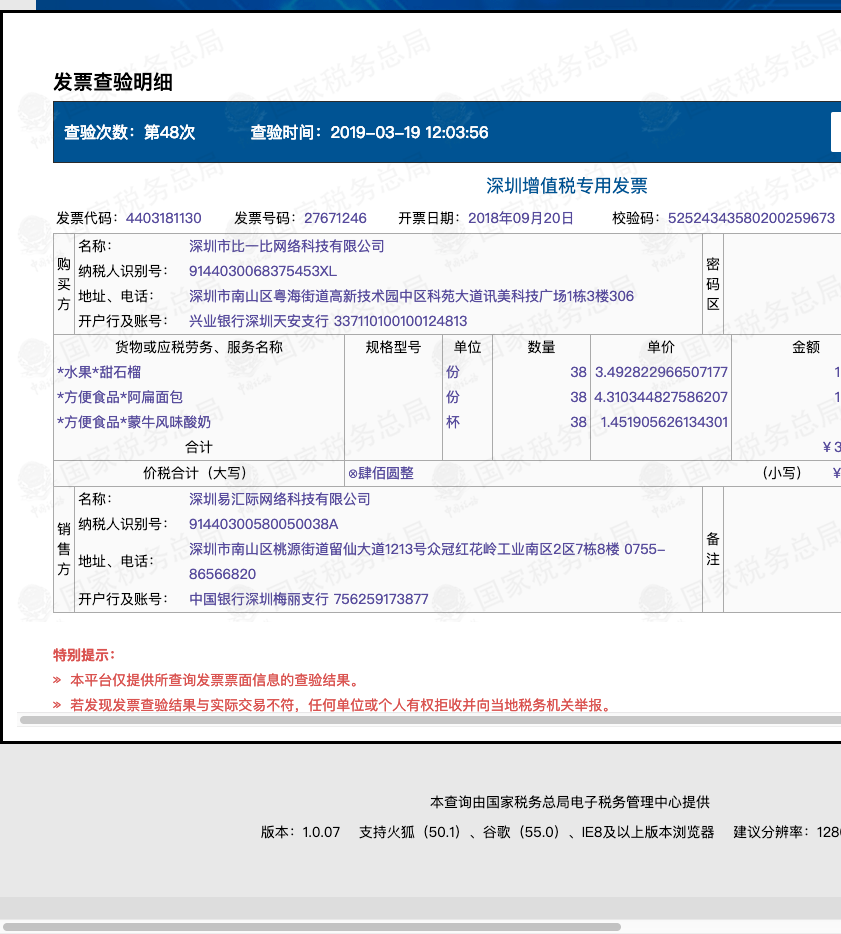 发票查验明细
查验次数：第48次 查验时间：2019-03-19 12:03:56
深圳增值税专用发票
发票代码：4403181130 发票号码：27671246 开票日期：2018年09月20日 校验码：52524343580200259673
购买方
名称： 深圳市比一比网络科技有限公司
纳税人识别号： 9144030068375453XL
地址、电话： 深圳市南山区粤海街道高新技术园中区科苑大道讯美科技广场1栋3楼306
开户行及账号： 兴业银行深圳天安支行 337110100100124813
密码区
货物或应税劳务、服务名称 规格型号 单位 数量 单价 金额
*水果*甜石榴 份 38 3.492822966507177 1
*方便食品*阿扁面包 份 38 4.310344827586207 1
*方便食品*蒙牛风味酸奶 杯 38 1.451905626134301
合计 ￥3
价税合计（大写） ⊗肆佰圆整 （小写） ￥
销售方
名称： 深圳易汇际网络科技有限公司
纳税人识别号： 91440300580050038A
地址、电话： 深圳市南山区桃源街道留仙大道1213号众冠红花岭工业南区2区7栋8楼 0755-
86566820
开户行及账号： 中国银行深圳梅丽支行 756259173877
备注
特别提示：
» 本平台仅提供所查询发票票面信息的查验结果。
» 若发现发票查验结果与实际交易不符，任何单位或个人有权拒收并向当地税务机关举报。
本查询由国家税务总局电子税务管理中心提供
版本：1.0.07 支持火狐（50.1）、谷歌（55.0）、IE8及以上版本浏览器 建议分辨率：128
国家税务总局